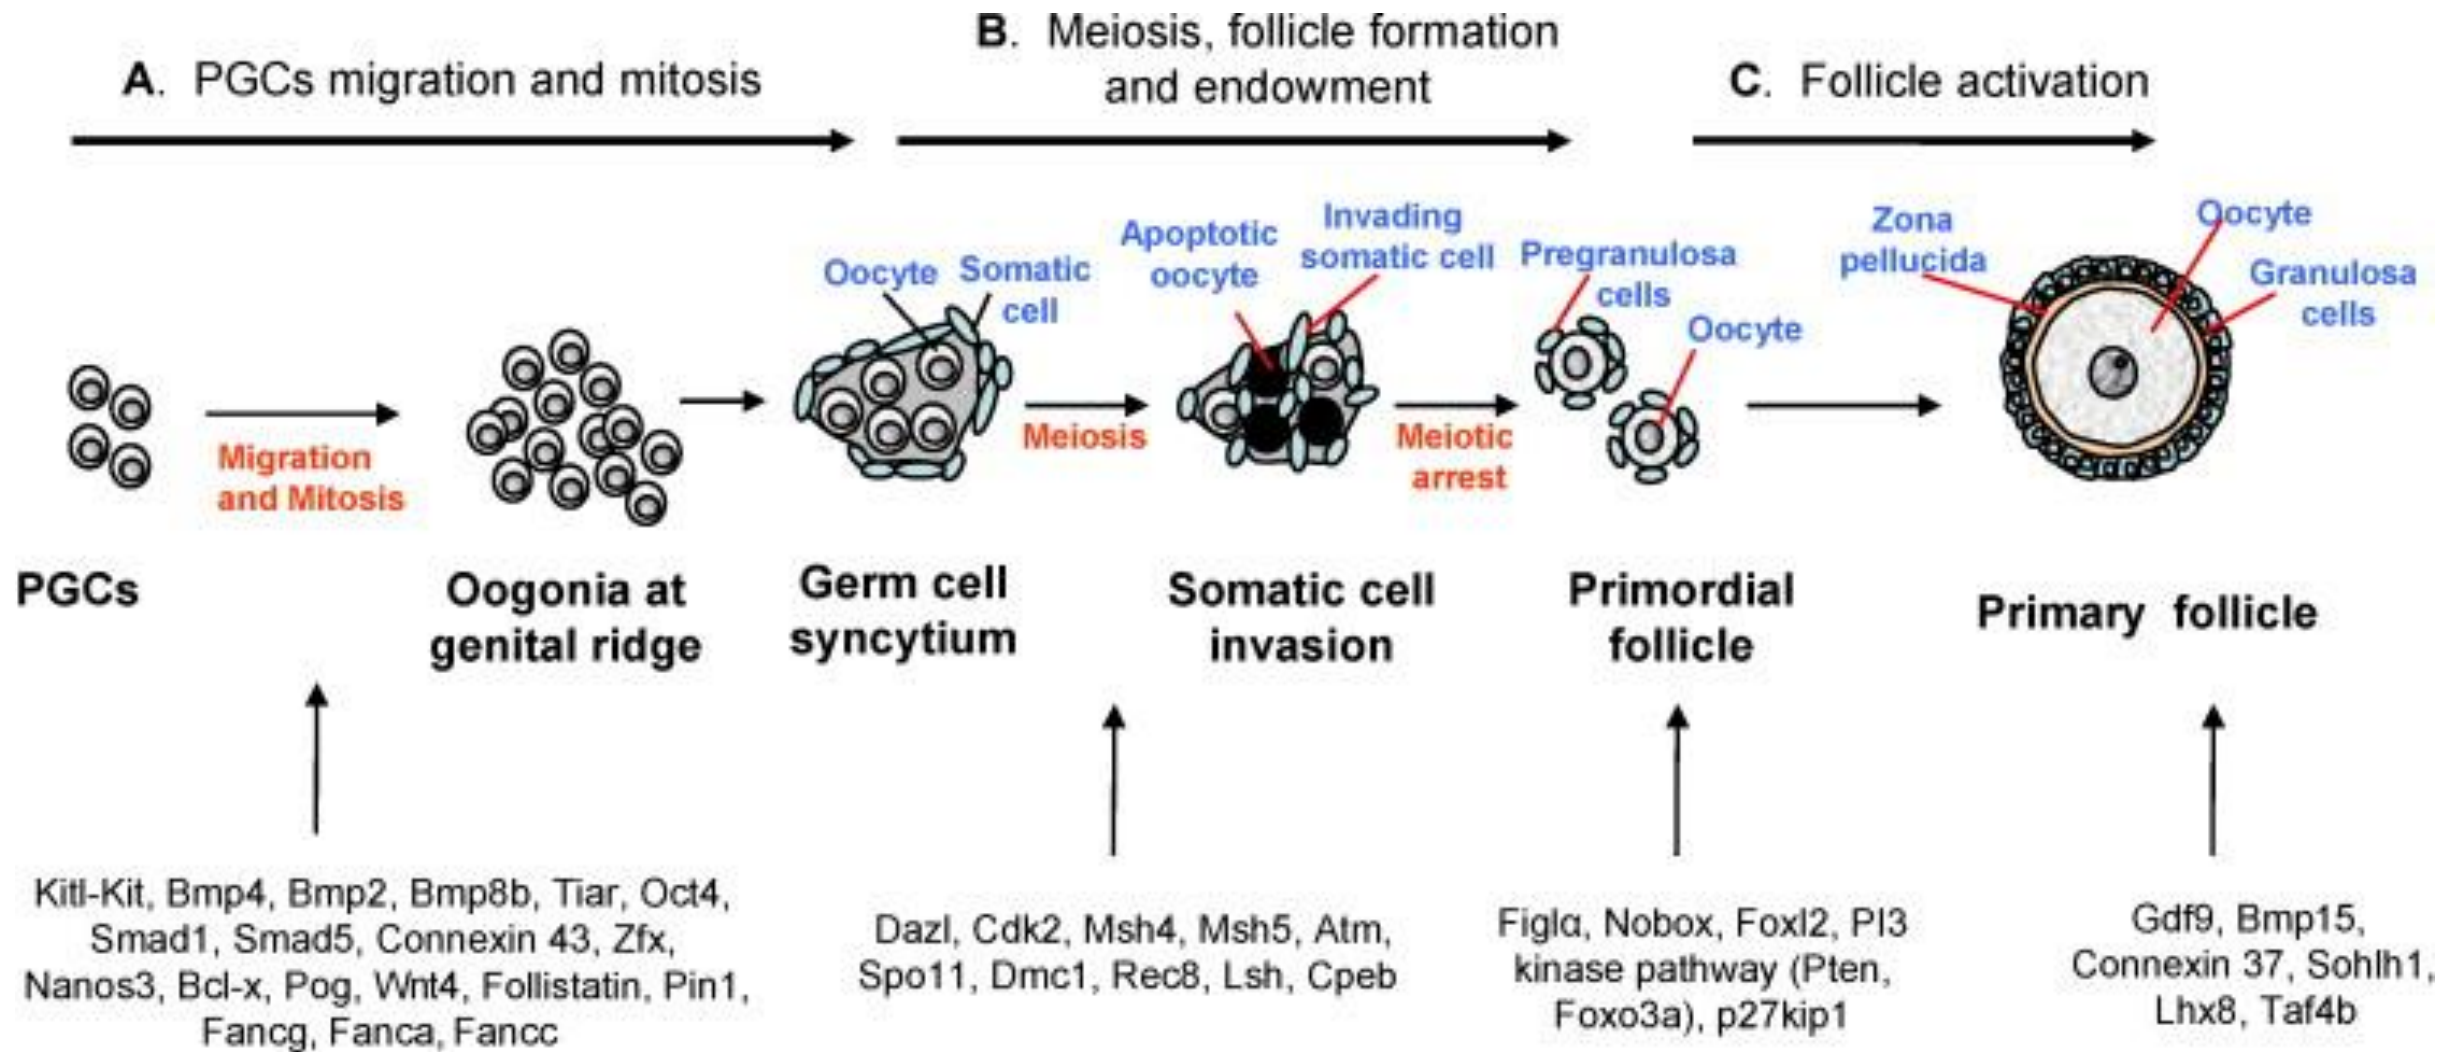 A. PGCs migration and mitosis
B. Meiosis, follicle formation
and endowment
C. Follicle activation
Oocyte
Somatic
cell
Apoptotic
oocyte
Invading
somatic cell
Pregranulosa
cells
Oocyte
Zona
pellucida
Oocyte
Granulosa
cells
Migration
and Mitosis
Meiosis
Meiotic
arrest
PGCs
Oogonia at
genital ridge
Germ cell
syncytium
Somatic cell
invasion
Primordial
follicle
Primary follicle
Kitl-Kit, Bmp4, Bmp2, Bmp8b, Tiar, Oct4,
Smad1, Smad5, Connexin 43, Zfx,
Nanos3, Bcl-x, Pog, Wnt4, Follistatin, Pin1,
Fancg, Fanca, Fancc
Dazl, Cdk2, Msh4, Msh5, Atm,
Spo11, Dmc1, Rec8, Lsh, Cpeb
Figlα, Nobox, Foxl2, PI3
kinase pathway (Pten,
Foxo3a), p27kip1
Gdf9, Bmp15,
Connexin 37, Sohlh1,
Lhx8, Taf4b